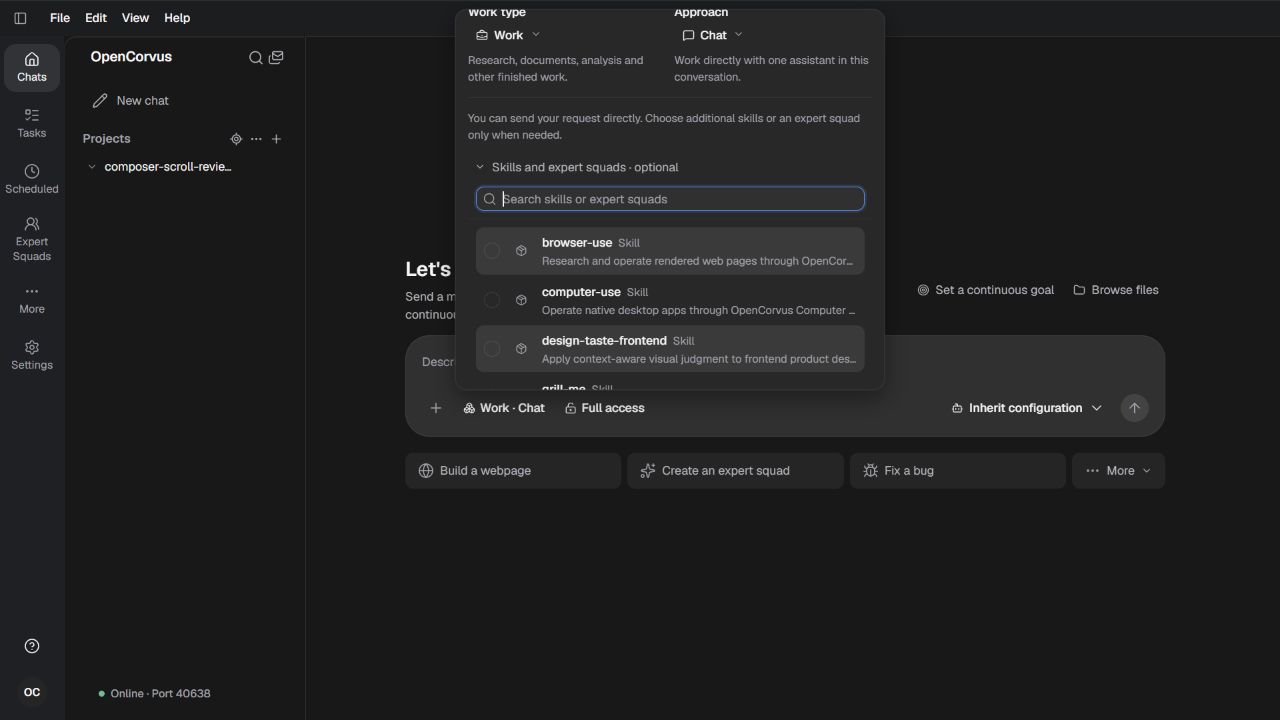 File Edit View Help
Chats
Tasks
Scheduled
Expert
Squads
More
Settings
OC
OpenCorvus
New chat
Projects
composer-scroll-revie…
Online · Port 40638
Work type
Work
Research, documents, analysis and
other finished work.
Approach
Chat
Work directly with one assistant in this
conversation.
You can send your request directly. Choose additional skills or an expert squad
only when needed.
Skills and expert squads · optional
Search skills or expert squads
browser-use Skill
Research and operate rendered web pages through OpenCor…
computer-use Skill
Operate native desktop apps through OpenCorvus Computer …
design-taste-frontend Skill
Apply context-aware visual judgment to frontend product des…
grill-me Skill
Let's
Send a m
continuou
Set a continuous goal
Browse files
Descr
Work · Chat
Full access
Inherit configuration
Build a webpage
Create an expert squad
Fix a bug
More